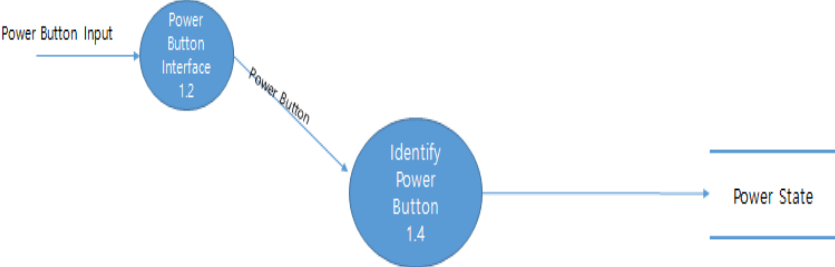 Power Button Input
Power
Button
Interface
1.2
Power Button
Identify
Power
Button
1.4
Power State